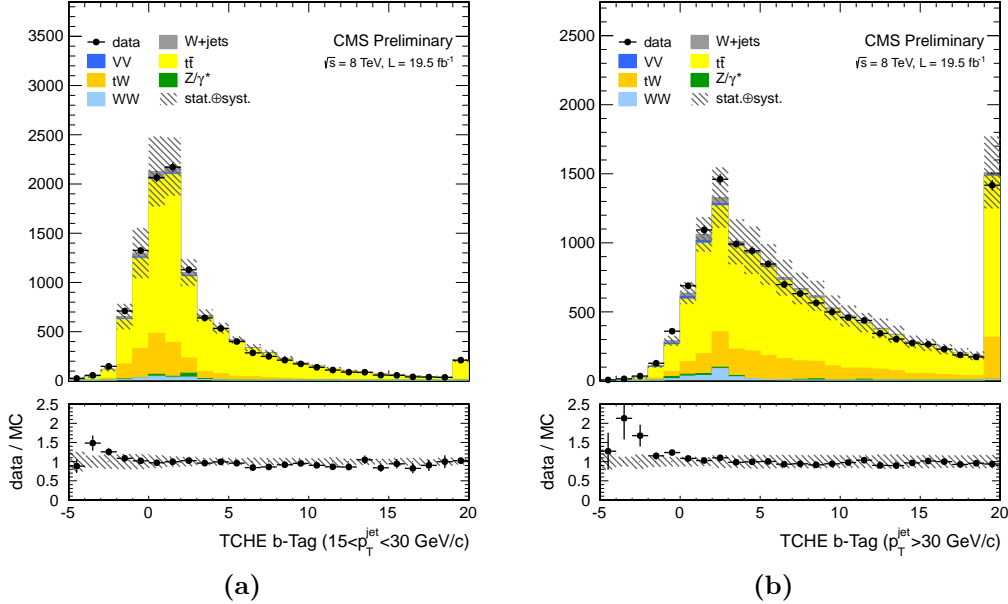 3500
3000
2500
2000
1500
1000
500
0
data
VV
tW
WW
W+jets
tt̄
Z/γ*
stat.⊕syst.
CMS Preliminary
√s = 8 TeV, L = 19.5 fb⁻¹
data / MC
2.5
2
1.5
1
0.5
0
-5 0 5 10 15 20
TCHE b-Tag (15<p_T^jet<30 GeV/c)
(a)
2500
2000
1500
1000
500
0
data
VV
tW
WW
W+jets
tt̄
Z/γ*
stat.⊕syst.
CMS Preliminary
√s = 8 TeV, L = 19.5 fb⁻¹
data / MC
2.5
2
1.5
1
0.5
0
-5 0 5 10 15 20
TCHE b-Tag (p_T^jet>30 GeV/c)
(b)